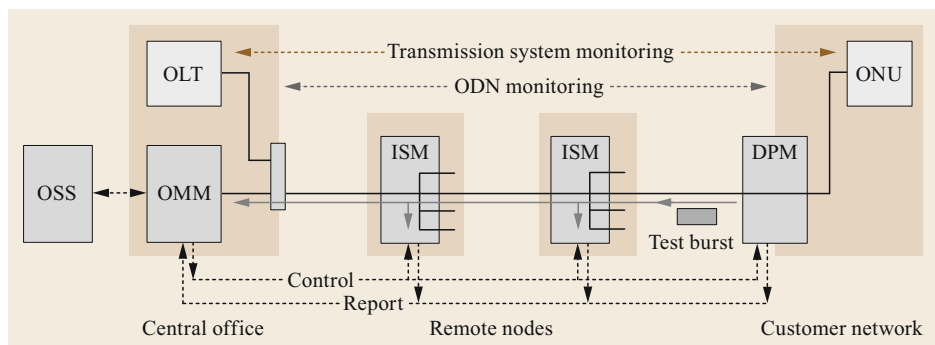 Transmission system monitoring
OLT
ONU
ODN monitoring
ISM
ISM
DPM
OSS
OMM
Test burst
Control
Report
Central office
Remote nodes
Customer network